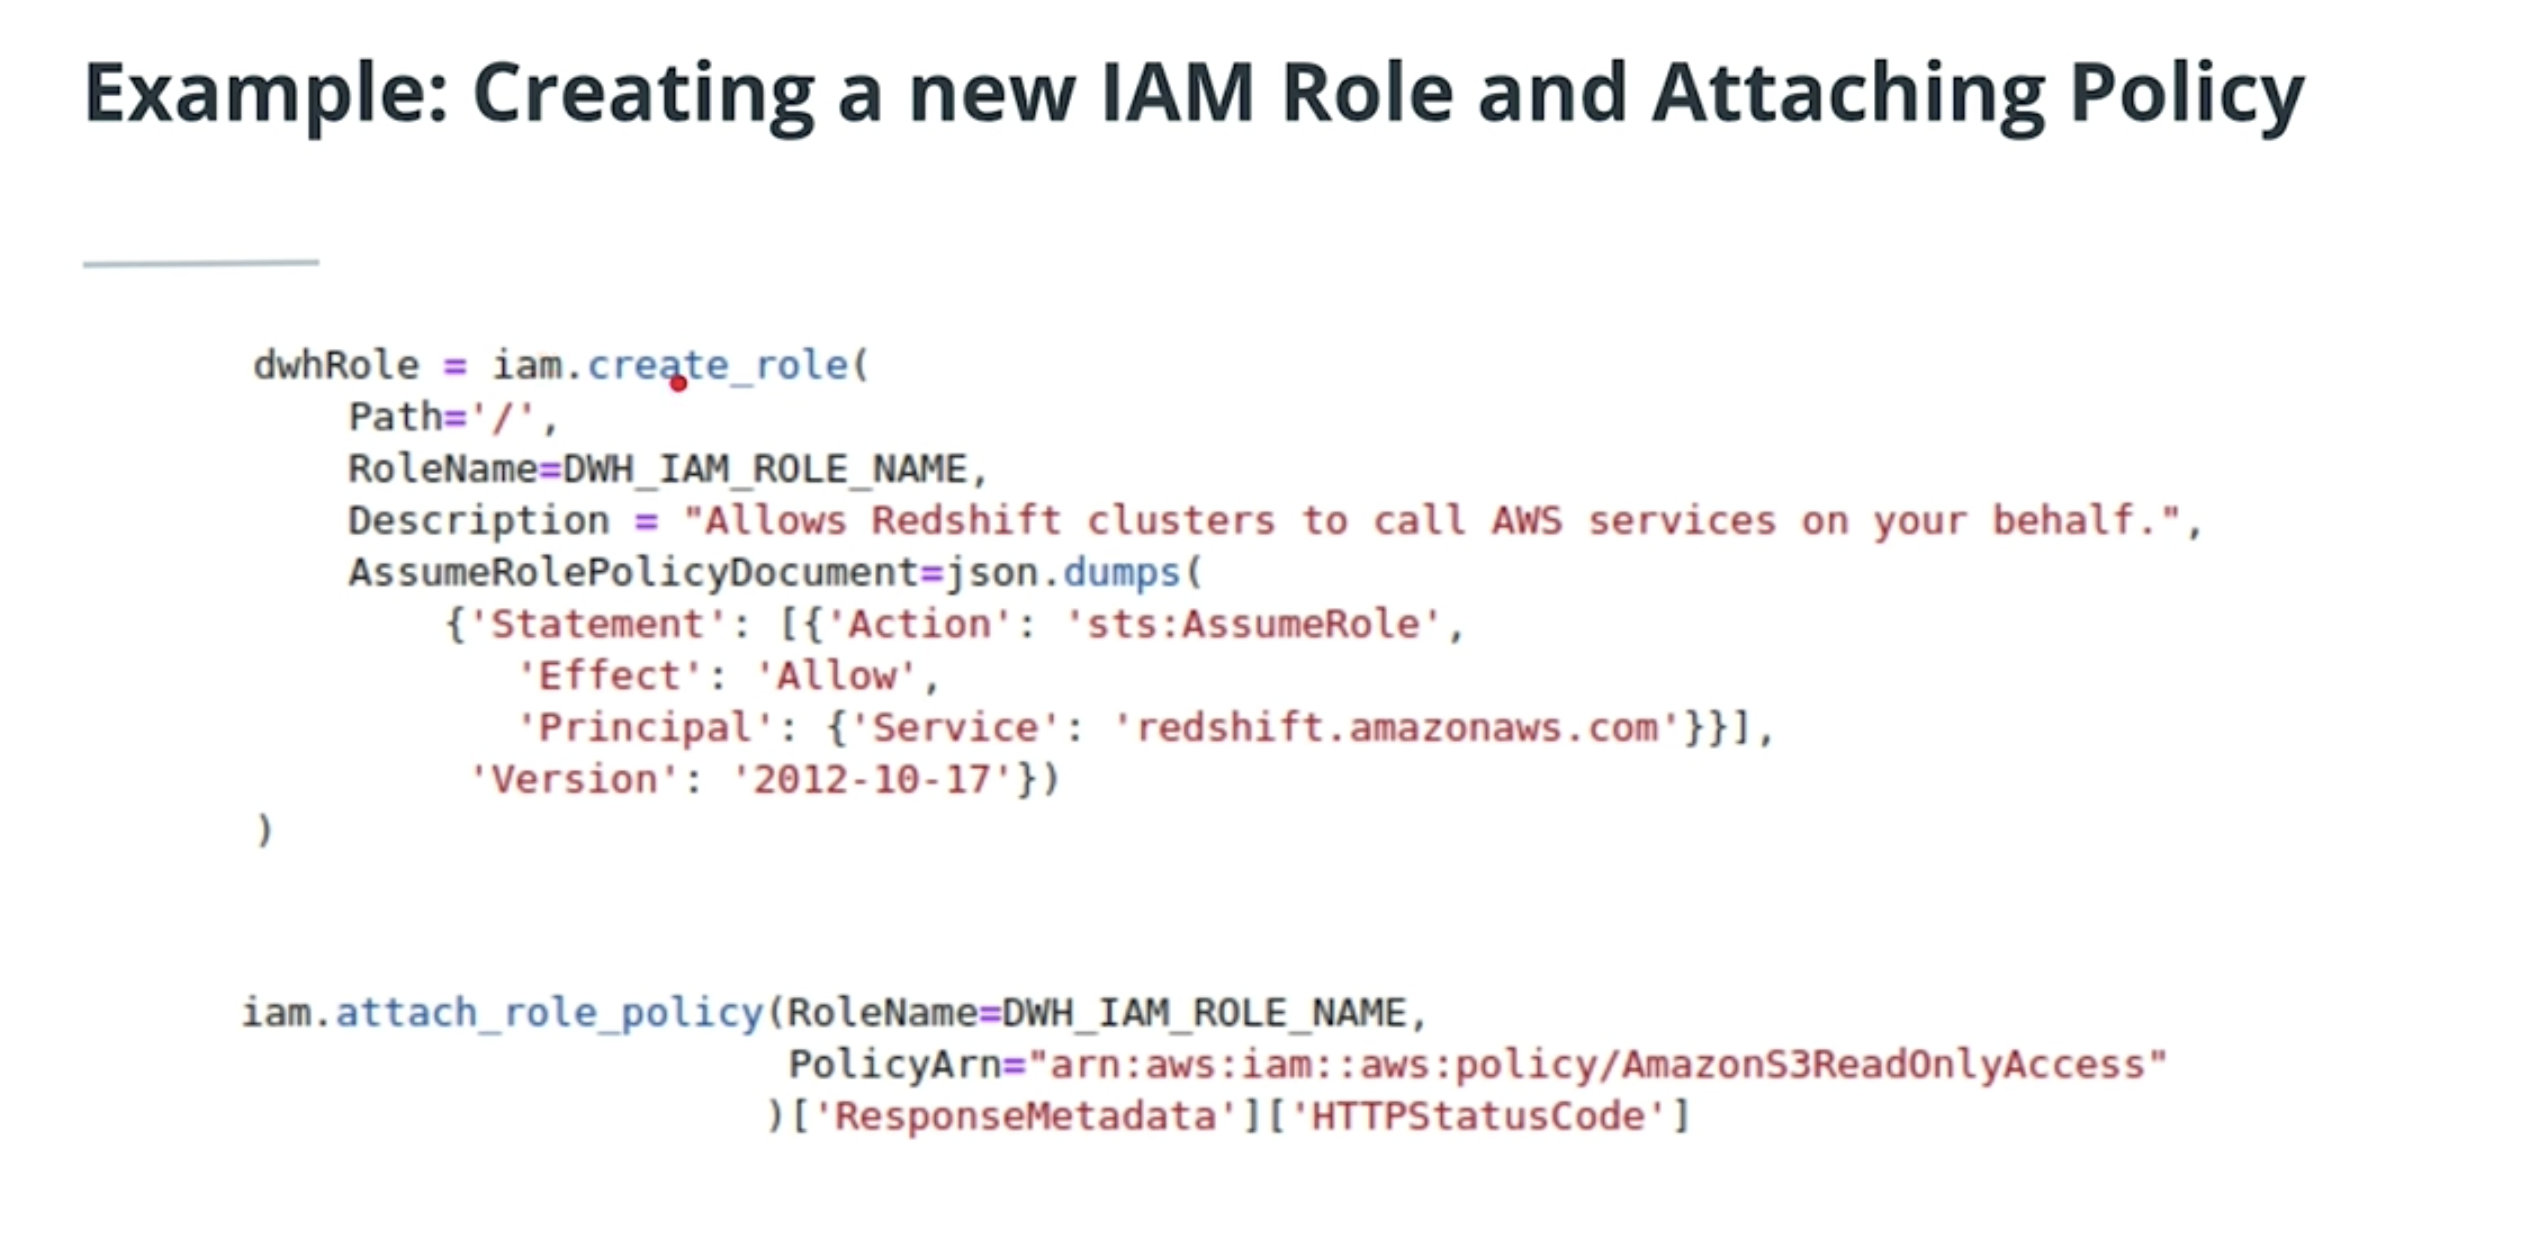 Example: Creating a new IAM Role and Attaching Policy
dwhRole = iam.create_role(
    Path='/',
    RoleName=DWH_IAM_ROLE_NAME,
    Description = "Allows Redshift clusters to call AWS services on your behalf.",
    AssumeRolePolicyDocument=json.dumps(
        {'Statement': [{'Action': 'sts:AssumeRole',
           'Effect': 'Allow',
           'Principal': {'Service': 'redshift.amazonaws.com'}}],
         'Version': '2012-10-17'})
)
iam.attach_role_policy(RoleName=DWH_IAM_ROLE_NAME,
                       PolicyArn="arn:aws:iam::aws:policy/AmazonS3ReadOnlyAccess"
                      )['ResponseMetadata']['HTTPStatusCode']